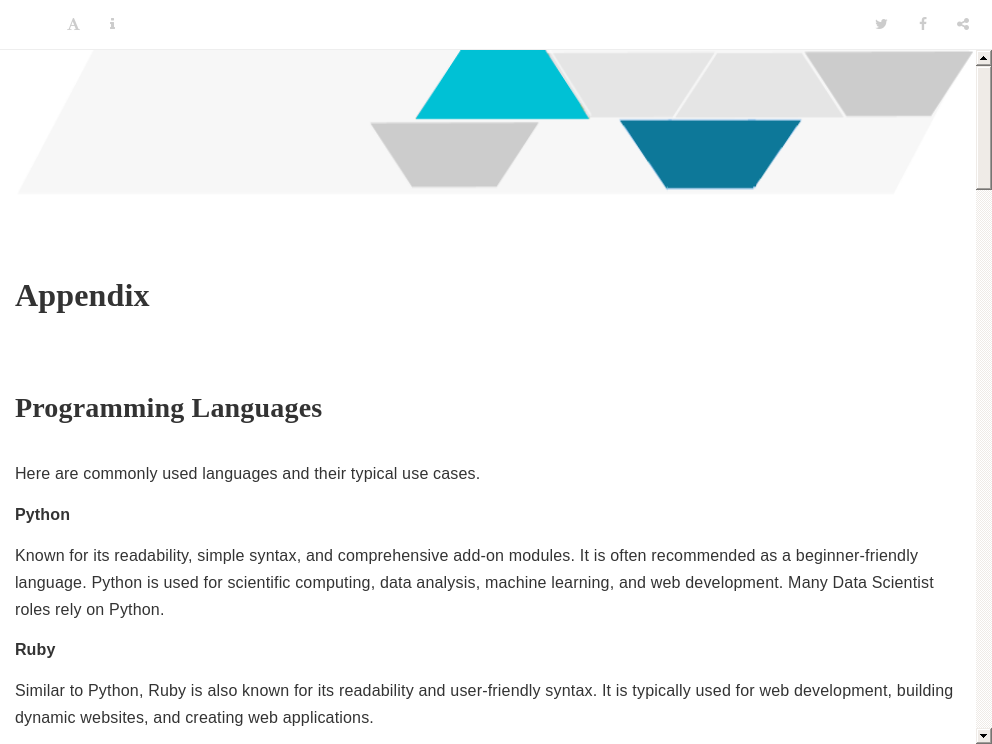 Appendix
Programming Languages
Here are commonly used languages and their typical use cases.
Python
Known for its readability, simple syntax, and comprehensive add-on modules. It is often recommended as a beginner-friendly
language. Python is used for scientific computing, data analysis, machine learning, and web development. Many Data Scientist
roles rely on Python.
Ruby
Similar to Python, Ruby is also known for its readability and user-friendly syntax. It is typically used for web development, building
dynamic websites, and creating web applications.